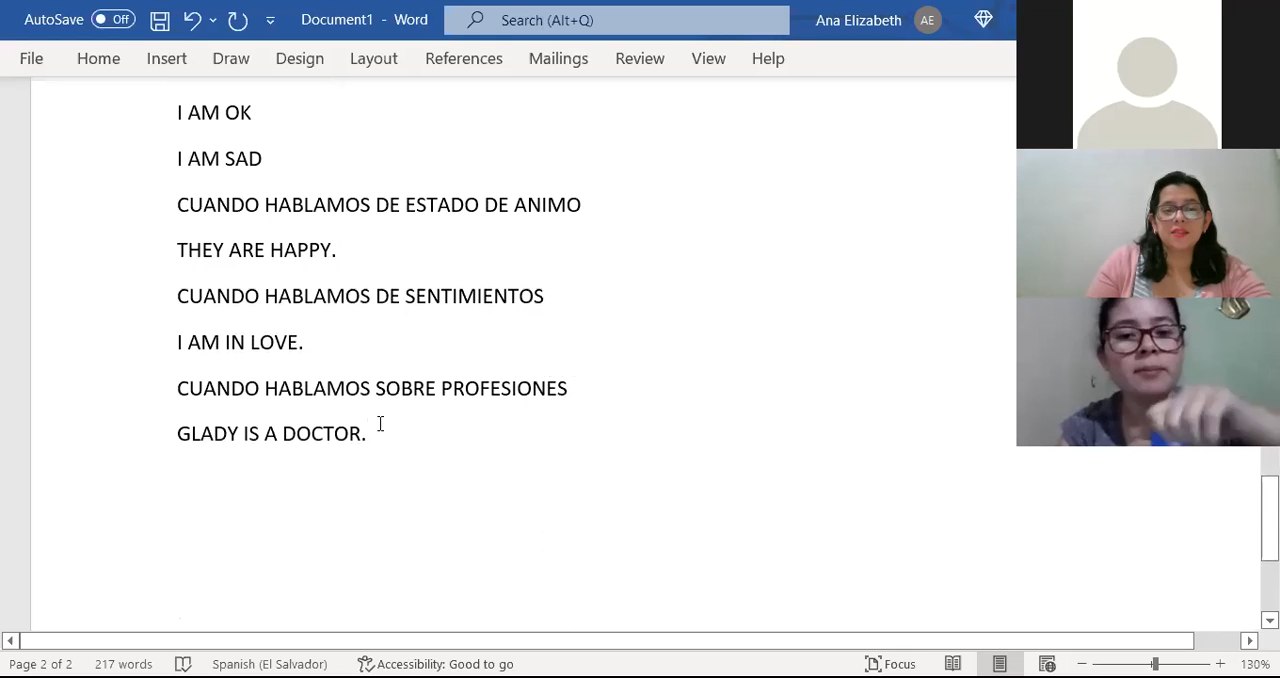 AutoSave Off Document1 - Word Search (Alt+Q) Ana Elizabeth AE
File Home Insert Draw Design Layout References Mailings Review View Help
I AM OK
I AM SAD
CUANDO HABLAMOS DE ESTADO DE ANIMO
THEY ARE HAPPY.
CUANDO HABLAMOS DE SENTIMIENTOS
I AM IN LOVE.
CUANDO HABLAMOS SOBRE PROFESIONES
GLADY IS A DOCTOR.
Page 2 of 2 217 words Spanish (El Salvador) Accessibility: Good to go Focus 130%